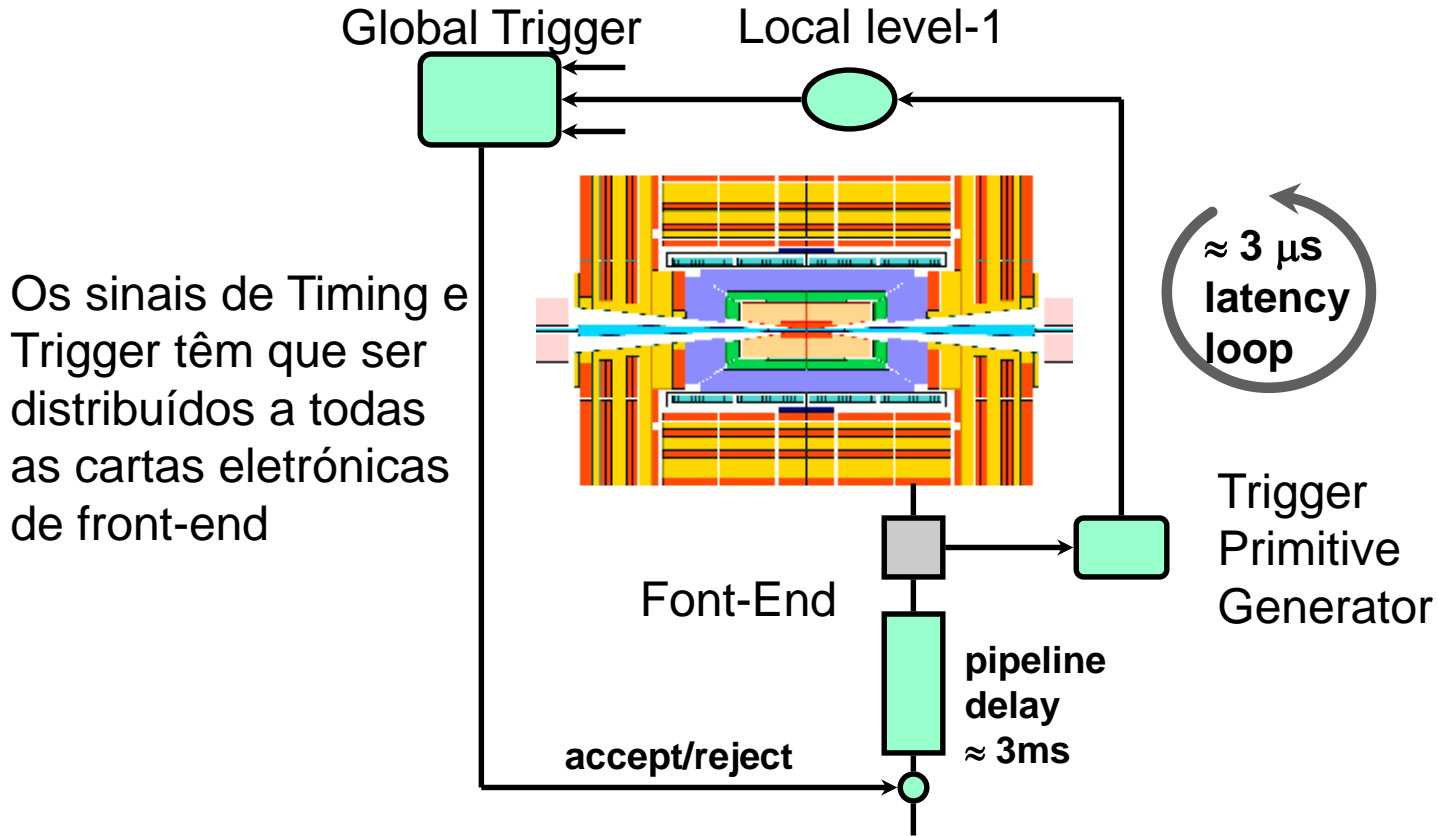 Global Trigger
Local level-1
≈ 3 μs
latency
loop
Os sinais de Timing e
Trigger têm que ser
distribuídos a todas
as cartas eletrónicas
de front-end
Trigger
Primitive
Generator
Font-End
pipeline
delay
≈ 3ms
accept/reject